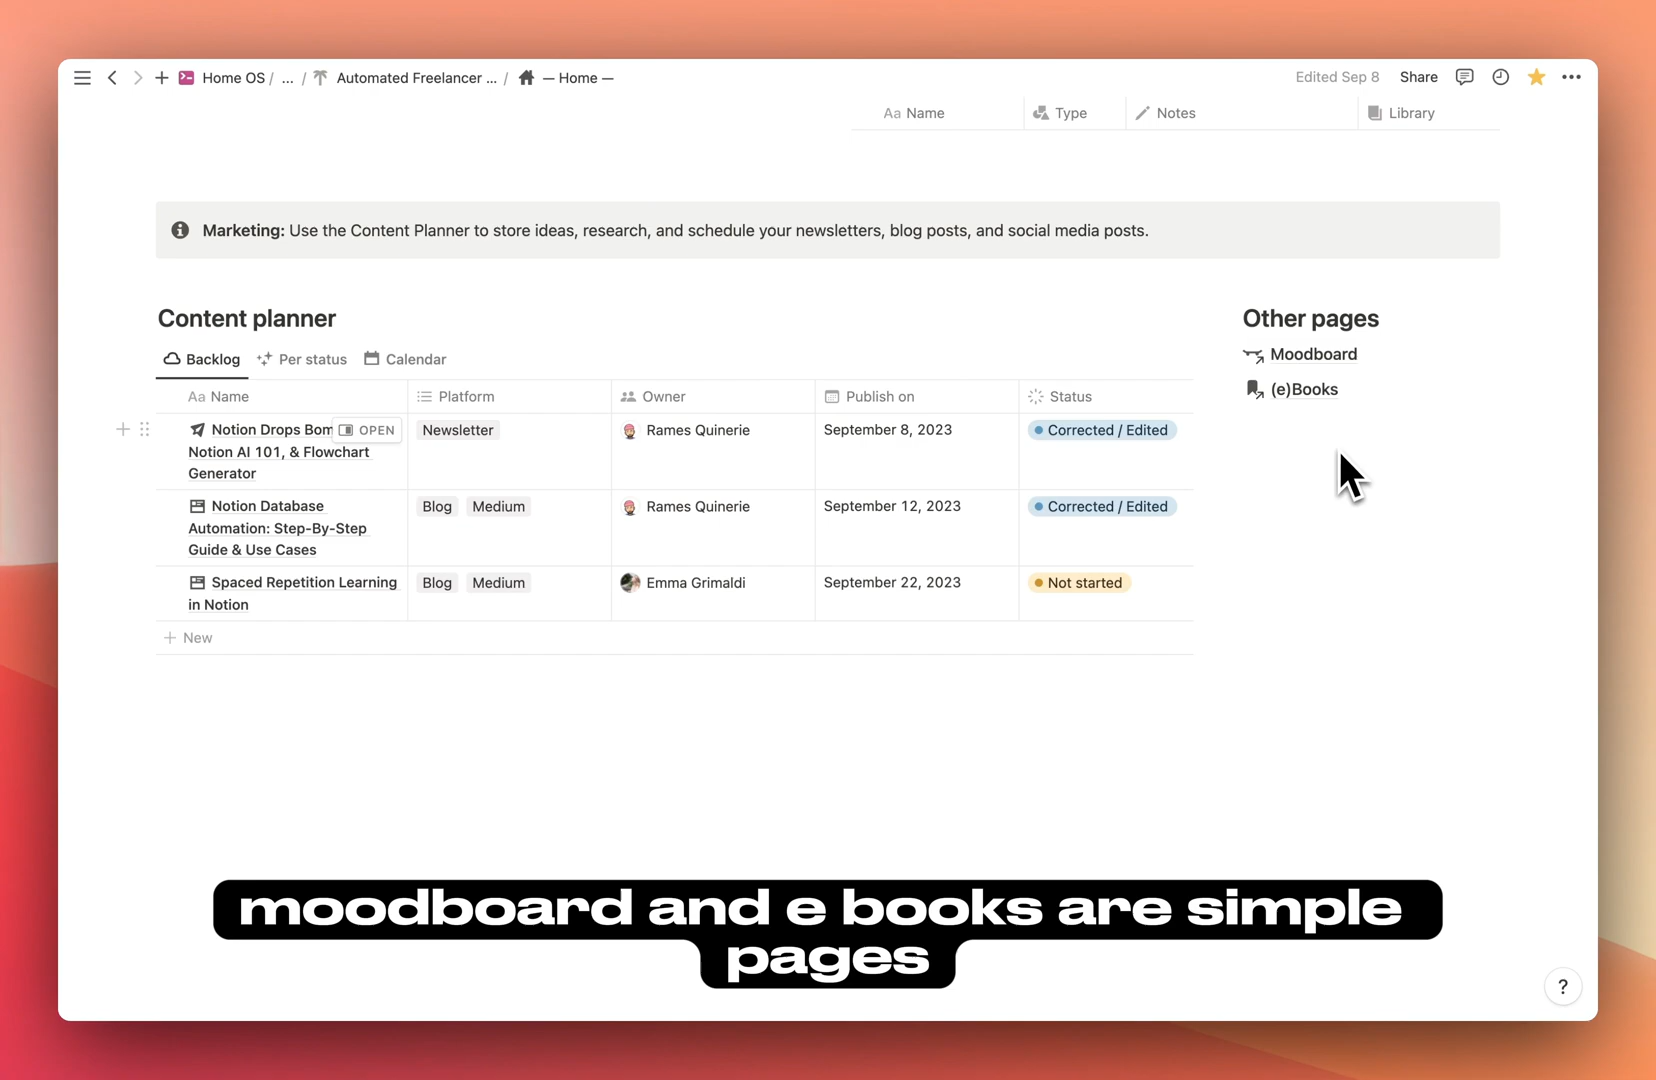 Home OS / ... / Automated Freelancer ... / — Home —
Edited Sep 8 Share
Aa Name Type Notes Library
Marketing: Use the Content Planner to store ideas, research, and schedule your newsletters, blog posts, and social media posts.
Content planner
Backlog Per status Calendar
Aa Name Platform Owner Publish on Status
Notion Drops Bom OPEN Newsletter Rames Quinerie September 8, 2023 Corrected / Edited
Notion AI 101, & Flowchart
Generator
Notion Database Blog Medium Rames Quinerie September 12, 2023 Corrected / Edited
Automation: Step-By-Step
Guide & Use Cases
Spaced Repetition Learning Blog Medium Emma Grimaldi September 22, 2023 Not started
in Notion
+ New
Other pages
Moodboard
(e)Books
moodboard and e books are simple
pages
?